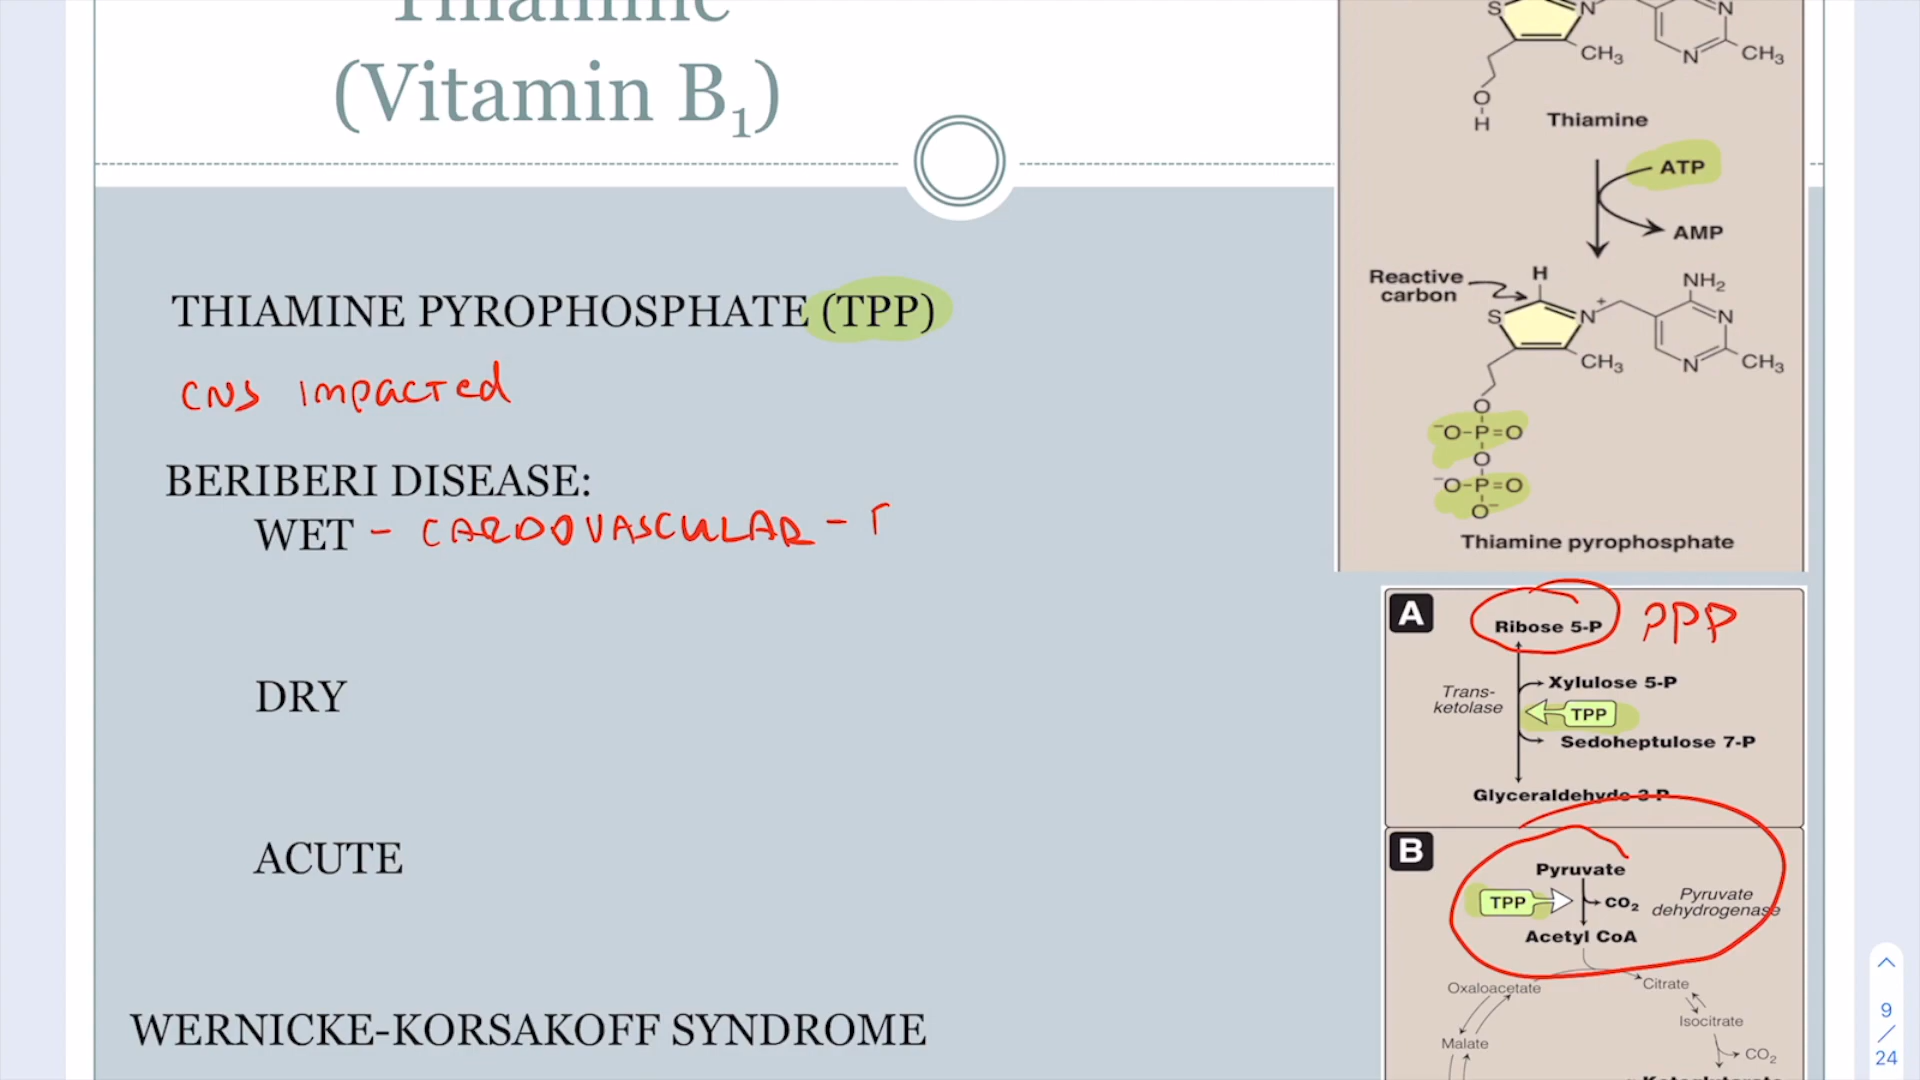 (Vitamin B₁)
THIAMINE PYROPHOSPHATE (TPP)
CNS impacted
BERIBERI DISEASE:
WET - CARDOVASCULAR -
DRY
ACUTE
WERNICKE-KORSAKOFF SYNDROME
S N N
CH₃ N CH₃
O
H
Thiamine
ATP
AMP
Reactive
carbon
H
NH₂
S N + N
CH₃ N CH₃
O
⁻O-P=O
O
⁻O-P=O
O⁻
Thiamine pyrophosphate
A
Ribose 5-P PPP
Xylulose 5-P
Trans-
ketolase
TPP
Sedoheptulose 7-P
Glyceraldehyde 3-P
B
Pyruvate
TPP CO₂
Pyruvate
dehydrogenase
Acetyl CoA
Oxaloacetate Citrate
Isocitrate
Malate CO₂
9
/
24